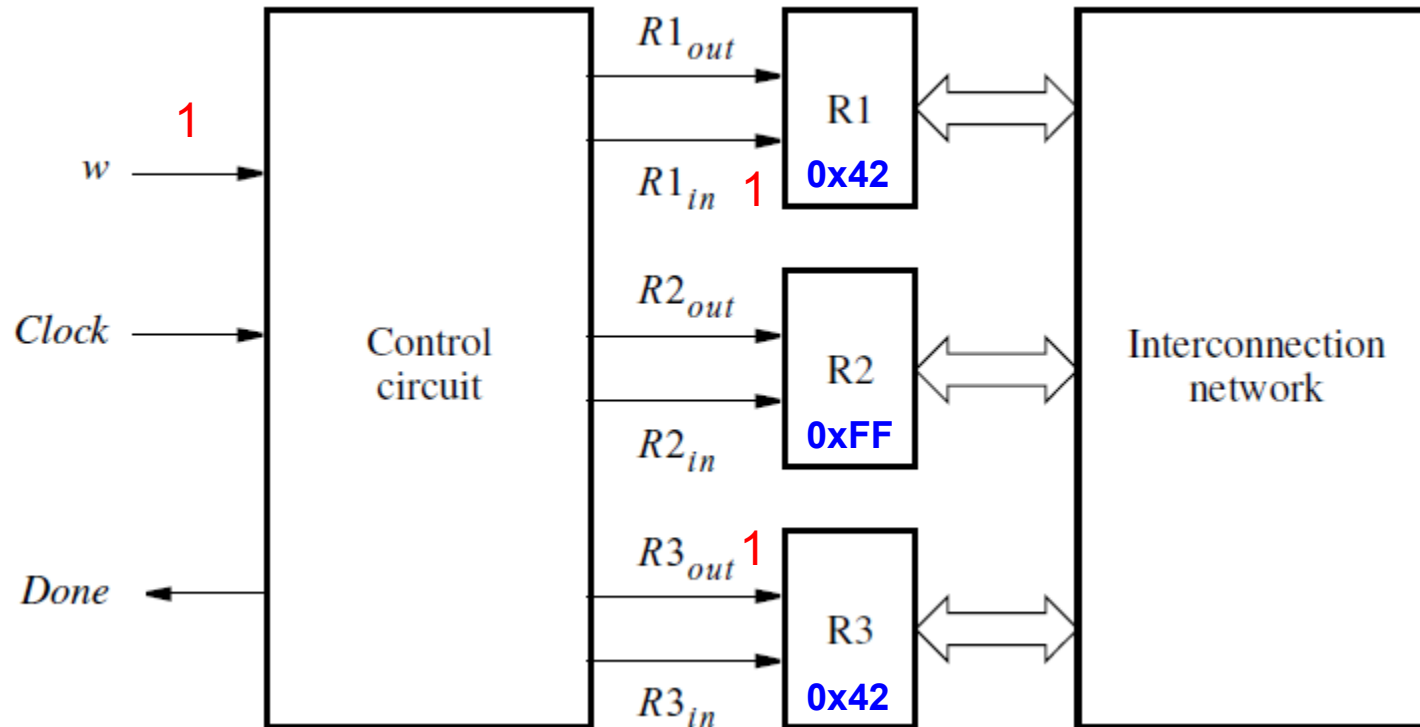 R1out
1
w
R1
0x42
R1in 1
R2out
Clock
Control
circuit
R2
0xFF
Interconnection
network
R2in
R3out 1
Done
R3
0x42
R3in